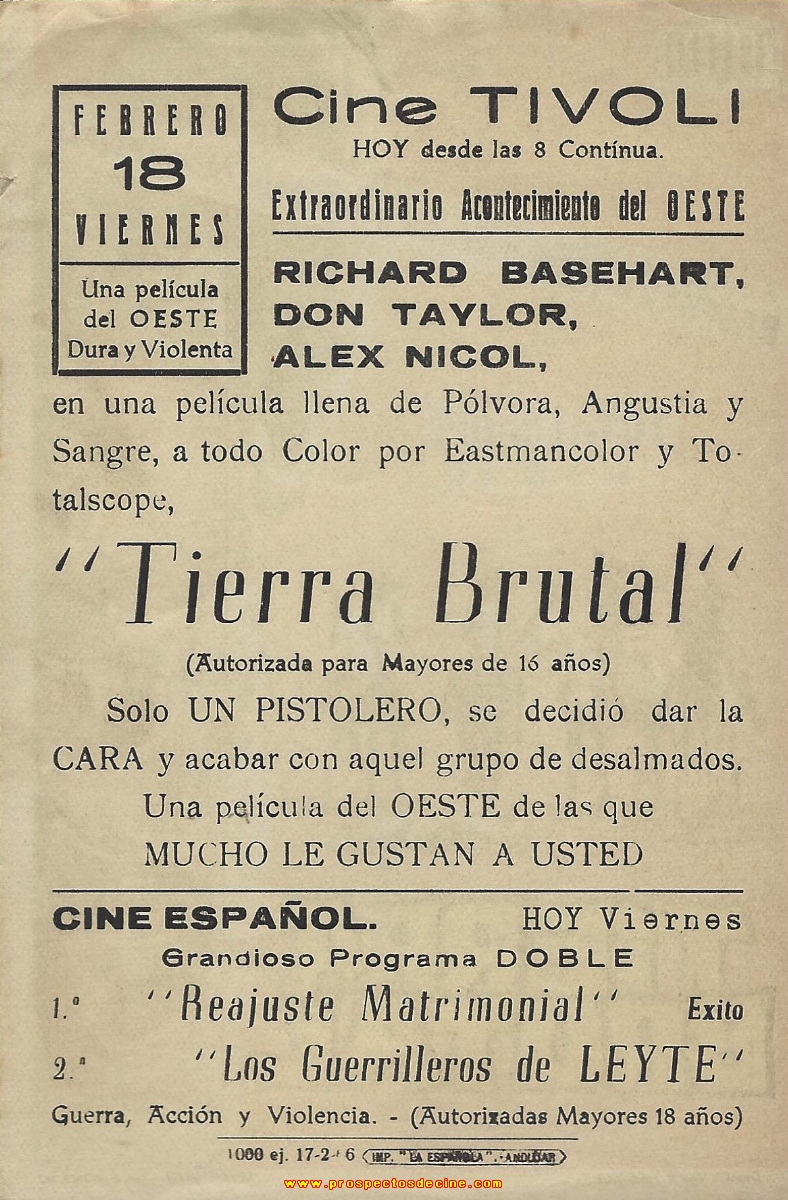 FEBRERO
18
VIERNES
Una película
del OESTE
Dura y Violenta
Cine TIVOLI
HOY desde las 8 Contínua.
Extraordinario Acontecimiento del OESTE
RICHARD BASEHART,
DON TAYLOR,
ALEX NICOL,
en una película llena de Pólvora, Angustia y
Sangre, a todo Color por Eastmancolor y To-
talscope,
"Tierra Brutal"
(Autorizada para Mayores de 16 años)
Solo UN PISTOLERO, se decidió dar la
CARA y acabar con aquel grupo de desalmados.
Una película del OESTE de las que
MUCHO LE GUSTAN A USTED
CINE ESPAÑOL. HOY Viernes
Grandioso Programa DOBLE
1.º "Reajuste Matrimonial" Exito
2.º "Los Guerrilleros de LEYTE"
Guerra, Acción y Violencia. - (Autorizadas Mayores 18 años)
1000 ej. 17-2- 6 IMP. "LA ESPAÑOLA".-ANDUJAR
www.prospectosdecine.com